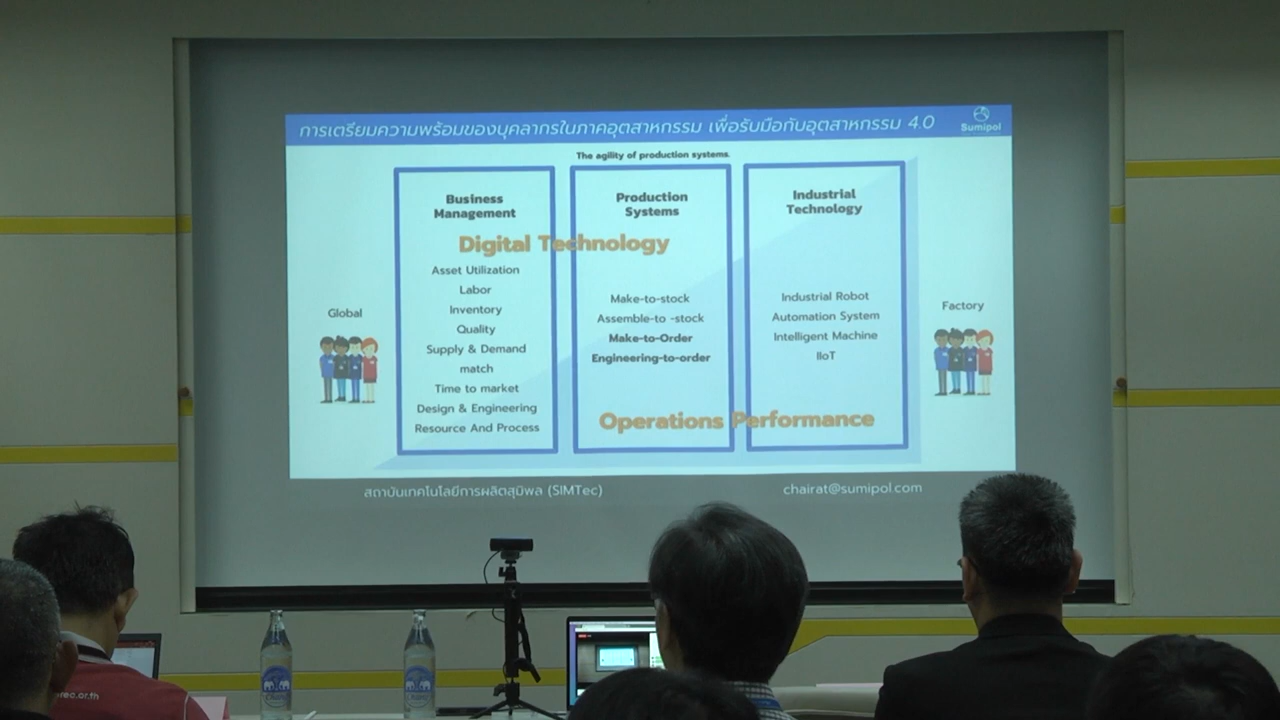 การเตรียมความพร้อมของบุคลากรในภาคอุตสาหกรรม เพื่อรับมือกับอุตสาหกรรม 4.0
Sumipol
The agility of production systems.
Business
Management
Production
Systems
Industrial
Technology
Digital Technology
Asset Utilization
Labor
Inventory
Quality
Supply & Demand
match
Time to market
Design & Engineering
Resource And Process
Make-to-stock
Assemble-to -stock
Make-to-Order
Engineering-to-order
Industrial Robot
Automation System
Intelligent Machine
IIoT
Global
Factory
Operations Performance
สถาบันเทคโนโลยีการผลิตสุมิพล (SIMTec)
chairat@sumipol.com